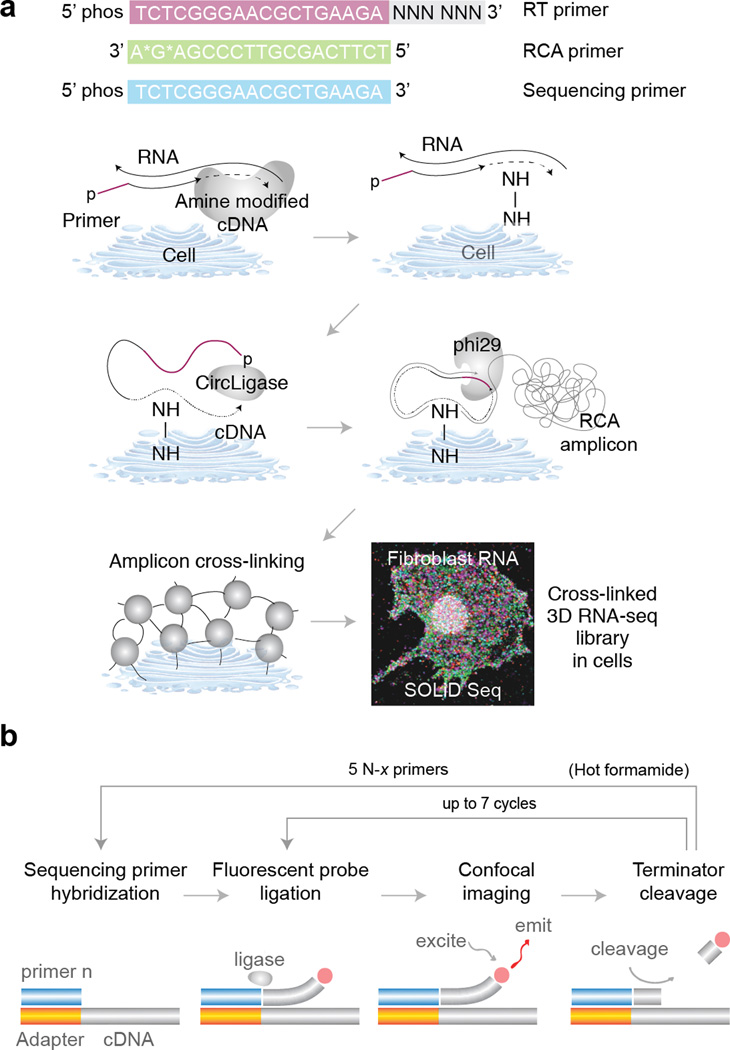 a
5’ phos TCTCGGGAACGCTGAAGA NNN NNN 3’ RT primer
3’ A*G*AGCCCTTGCGACTTCT 5’ RCA primer
5’ phos TCTCGGGAACGCTGAAGA 3’ Sequencing primer
RNA
p
Primer
Amine modified
cDNA
Cell
RNA
p
NH
NH
Cell
p
CircLigase
NH
NH
cDNA
phi29
NH
NH
RCA
amplicon
Amplicon cross-linking
Fibroblast RNA
SOLiD Seq
Cross-linked
3D RNA-seq
library
in cells
b
5 N-x primers (Hot formamide)
up to 7 cycles
Sequencing primer
hybridization
Fluorescent probe
ligation
Confocal
imaging
Terminator
cleavage
primer n
Adapter cDNA
ligase
excite
emit
cleavage